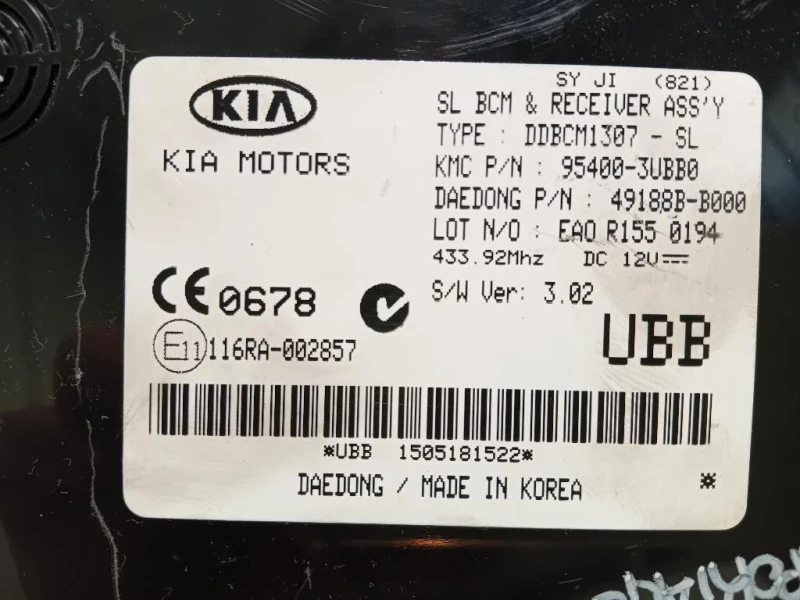 SY JI (821)
KIA
KIA MOTORS
SL BCM & RECEIVER ASS'Y
TYPE : DDBCM1307 - SL
KMC P/N : 95400-3UBB0
DAEDONG P/N : 49188B-B000
LOT N/O : EAO R155 0194
433.92Mhz DC 12V
S/W Ver: 3.02
CE 0678
UBB
E11 116RA-002857
*UBB 1505181522*
DAEDONG / MADE IN KOREA *